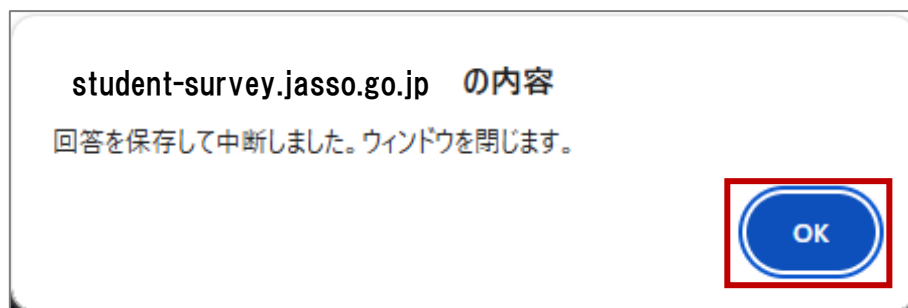 student-survey.jasso.go.jp の内容
回答を保存して中断しました。ウィンドウを閉じます。
OK